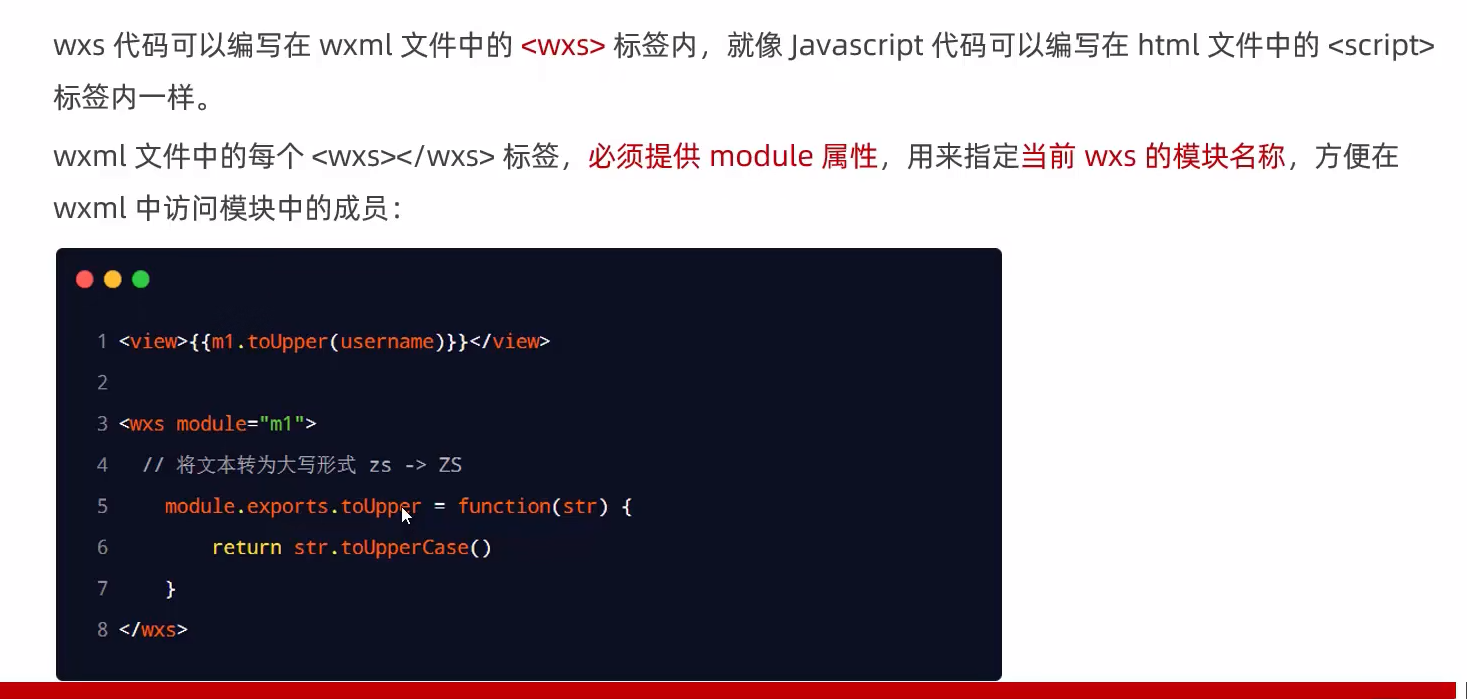 wxs 代码可以编写在 wxml 文件中的 <wxs> 标签内，就像 Javascript 代码可以编写在 html 文件中的 <script>
标签内一样。
wxml 文件中的每个 <wxs></wxs> 标签，必须提供 module 属性，用来指定当前 wxs 的模块名称，方便在
wxml 中访问模块中的成员：
1 <view>{{m1.toUpper(username)}}</view>
2
3 <wxs module="m1">
4 // 将文本转为大写形式 zs -> ZS
5 module.exports.toUpper = function(str) {
6 return str.toUpperCase()
7 }
8 </wxs>